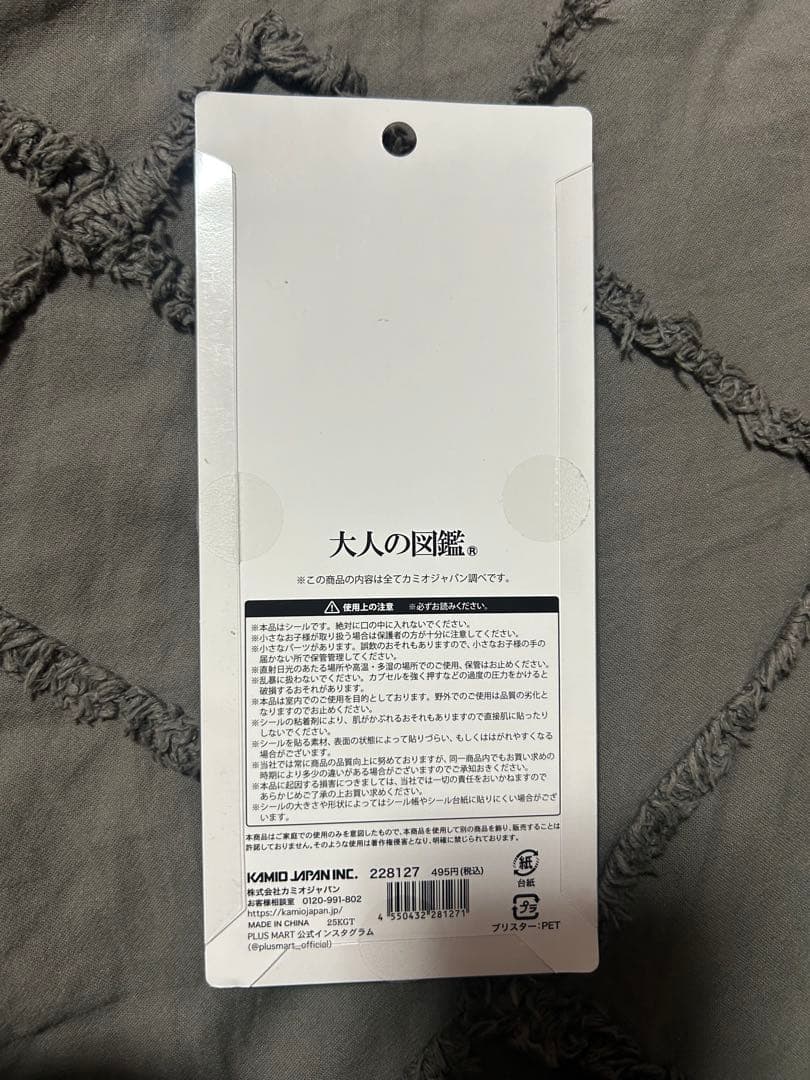 大人の図鑑®
※この商品の内容は全てカミオジャパン調べです。
使用上の注意 ※必ずお読みください。
※本品はシールです。絶対に口の中に入れないでください。
※小さなお子様が取り扱う場合は保護者の方が十分に注意してください。
※小さなパーツがあります。誤飲のおそれもありますので、小さなお子様の手の
届かない所で保管管理してください。
※直射日光のあたる場所や高温・多湿の場所でのご使用、保管はお止めください。
※乱暴に扱わないでください。カプセルを強く押すなどの過度の圧力をかけると
破損するおそれがあります。
※本品は室内でのご使用を目的としております。野外でのご使用は品質の劣化と
なりますのでお止めください。
※シールの粘着剤により、肌がかぶれるおそれもありますので直接肌に貼ったり
しないでください。
※シールを貼る素材、表面の状態によって貼りづらい、もしくははがれやすくなる
場合がございます。
※当社では常に商品の品質向上に努めておりますが、同一商品内でもお買い求めの
時期により多少の違いがある場合がございますのでご承知おきください。
※本品に起因する損害につきましては、当社では一切の責任をおいかねますので
あらかじめご了承の上お買い求めください。
※シールの大きさや形状によってはシール帳やシール台紙に貼りにくい場合がござ
います。
本商品はご家庭での使用のみを意図したもので、本商品を使用して別の商品を飾り、販売することは
許諾しておりません。そのような使用は著作権侵害となり、明確に禁じられております。
KAMIO JAPAN INC. 228127 495円(税込)
株式会社カミオジャパン
お客様相談室 0120-991-802
https://kamiojapan.jp/
MADE IN CHINA 25KGT
PLUS MART 公式インスタグラム
(@plusmart_official)
4 550432 281271
紙
台紙
プラ
ブリスター:PET